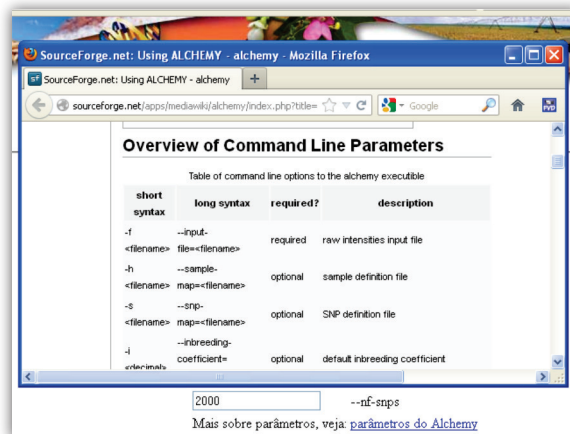 SourceForge.net: Using ALCHEMY - alchemy - Mozilla Firefox
SourceForge.net: Using ALCHEMY - alchemy
sourceforge.net/apps/mediawiki/alchemy/index.php?title=
Google
PVD
Overview of Command Line Parameters
Table of command line options to the alchemy executible
short syntax long syntax required? description
-f <filename> --input-file=<filename> required raw intensities input file
-h <filename> --sample-map=<filename> optional sample definition file
-s <filename> --snp-map=<filename> optional SNP definition file
-i <decimal> --inbreeding-coefficient= optional default inbreeding coefficient
2000 --nf-snps
Mais sobre parâmetros, veja: parâmetros do Alchemy